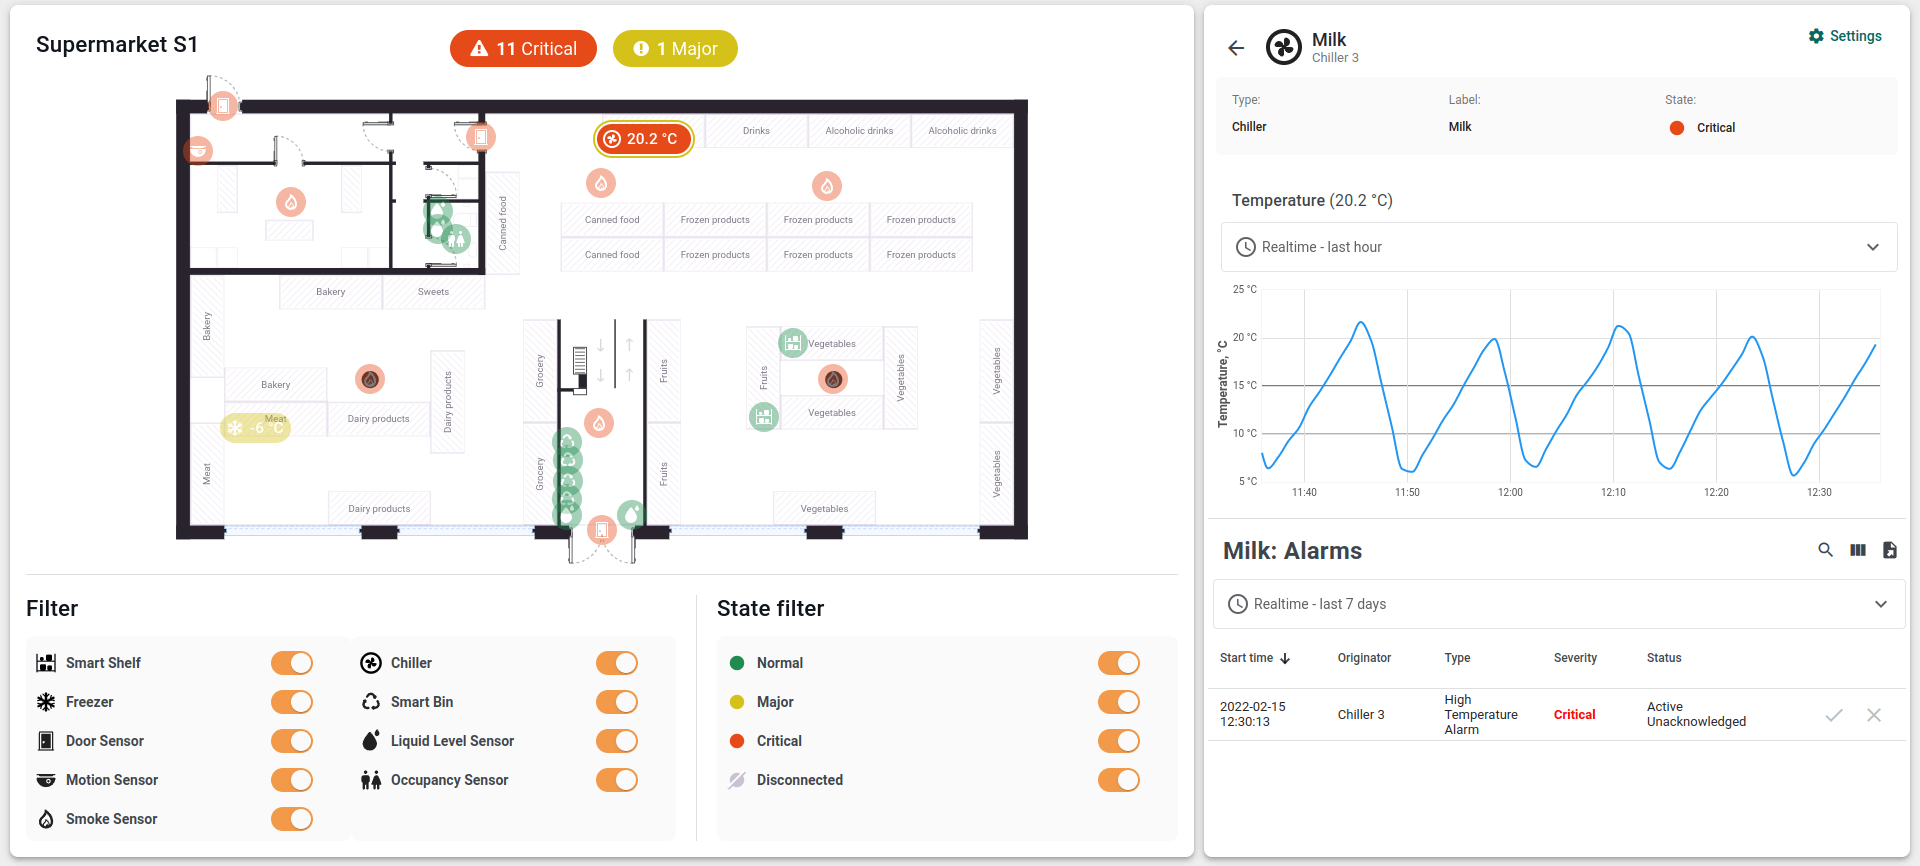 Supermarket S1
11 Critical
1 Major
20.2 °C
Drinks
Alcoholic drinks
Alcoholic drinks
Canned food
Canned food
Frozen products
Frozen products
Frozen products
Canned food
Frozen products
Frozen products
Frozen products
Bakery
Sweets
Bakery
Bakery
Meat
-6 °C
Dairy products
Dairy products
Meat
Dairy products
Grocery
Grocery
Fruits
Fruits
Fruits
Vegetables
Vegetables
Vegetables
Vegetables
Vegetables
Vegetables
Filter
Smart Shelf
Chiller
Freezer
Smart Bin
Door Sensor
Liquid Level Sensor
Motion Sensor
Occupancy Sensor
Smoke Sensor
State filter
Normal
Major
Critical
Disconnected
Milk
Chiller 3
Settings
Type:
Label:
State:
Chiller
Milk
Critical
Temperature (20.2 °C)
Realtime - last hour
25 °C
20 °C
15 °C
10 °C
5 °C
Temperature, °C
11:40
11:50
12:00
12:10
12:20
12:30
Milk: Alarms
Realtime - last 7 days
Start time
Originator
Type
Severity
Status
2022-02-15
12:30:13
Chiller 3
High
Temperature
Alarm
Critical
Active
Unacknowledged